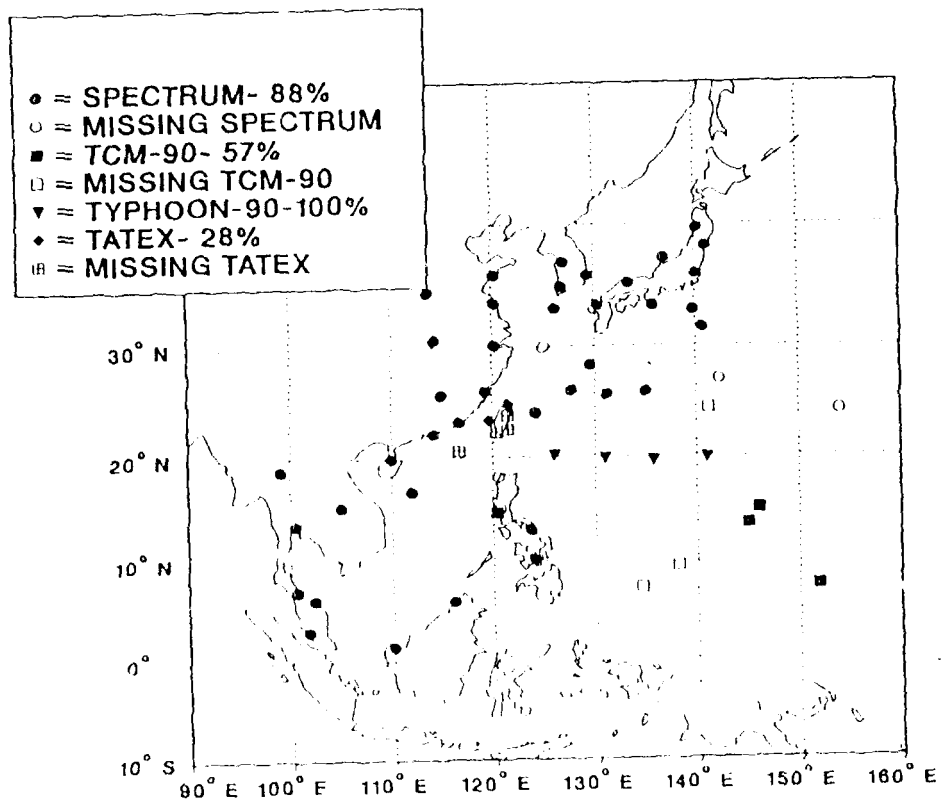 ● = SPECTRUM- 88%
○ = MISSING SPECTRUM
■ = TCM-90- 57%
□ = MISSING TCM-90
▼ = TYPHOON-90-100%
◆ = TATEX- 28%
= MISSING TATEX
30° N
20° N
10° N
0°
10° S
90° E 100° E 110° E 120° E 130° E 140° E 150° E 160° E